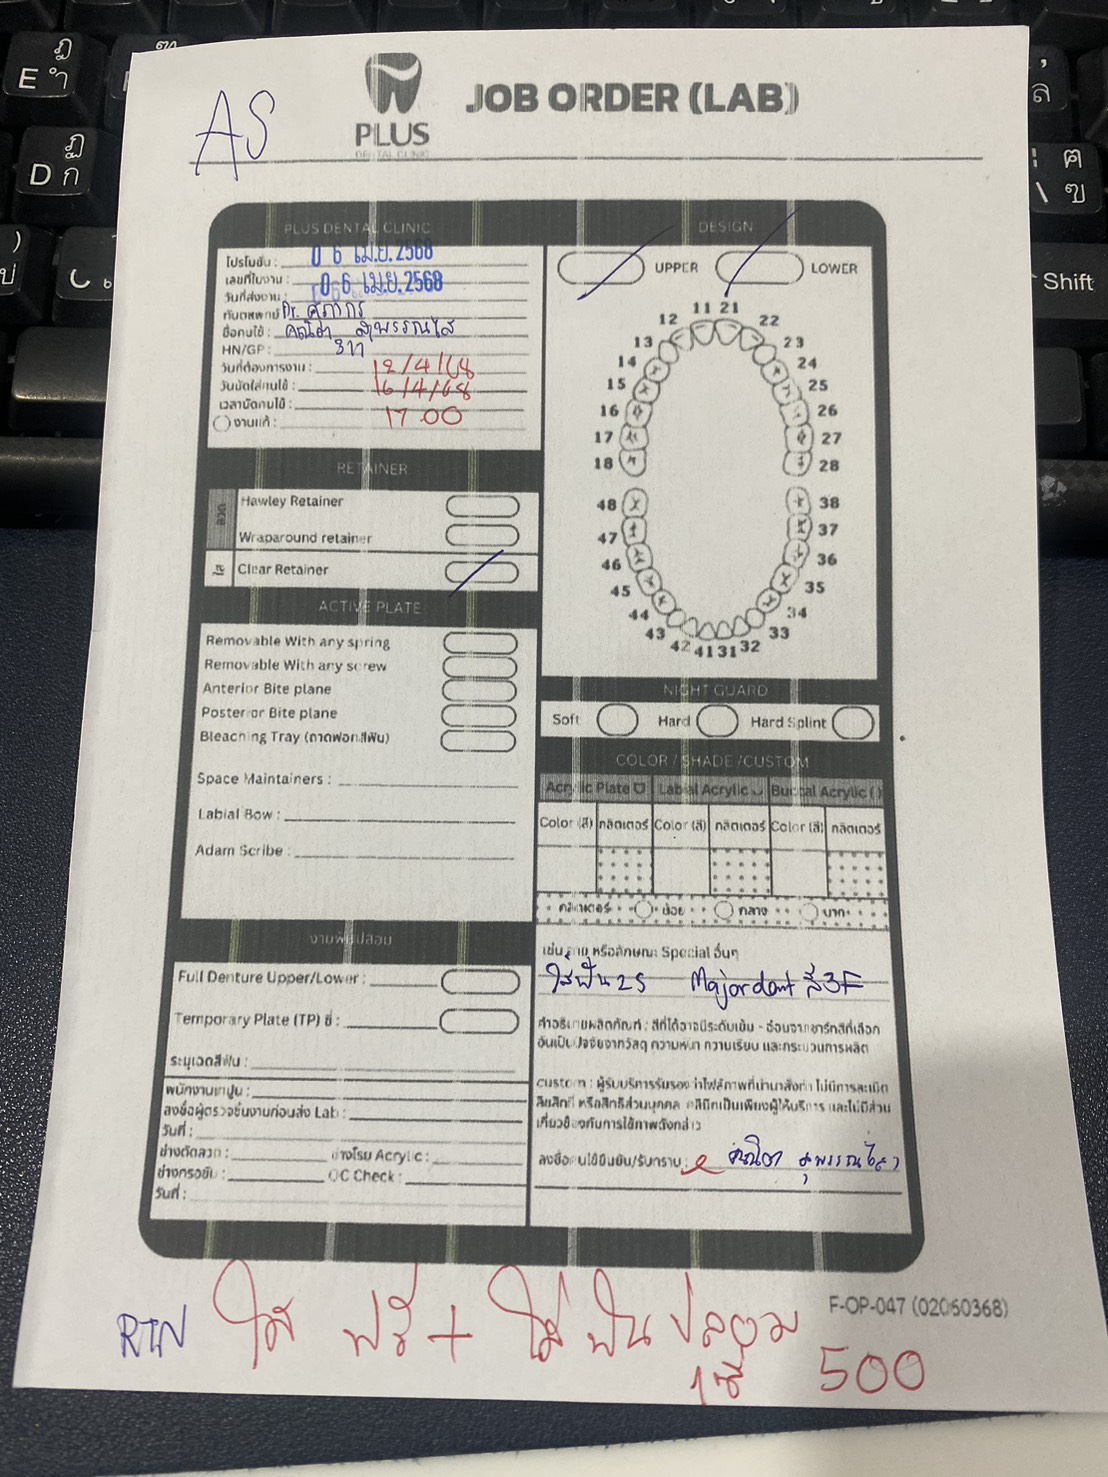 AS
PLUS
DENTAL CLINIC
JOB ORDER (LAB)
PLUS DENTAL CLINIC
โปรโมชัน : 06 เม.ย. 2568
เลขที่ใบงาน :
วันที่ส่งงาน : 06 เม.ย. 2568
ทันตแพทย์ Dr. ศุภากร
ชื่อคนไข้ : คณิตา สุพรรณไสว
HN/GP: 311
วันที่ต้องการงาน : 12/4/68
วันนัดใส่คนไข้ : 16/4/68
เวลานัดคนไข้ : 17.00
งานแก้ :
RETAINER
ลวด
Hawley Retainer
Wraparound retainer
ใส
Clear Retainer
ACTIVE PLATE
Removable With any spring
Removable With any screw
Anterior Bite plane
Posterior Bite plane
Bleaching Tray (ถาดฟอกสีฟัน)
Space Maintainers :
Labial Bow :
Adam Scribe :
งานฟันปลอม
Full Denture Upper/Lower :
Temporary Plate (TP) ซี่ :
ระบุเฉดสีฟัน :
พนักงานเทปูน :
ลงชื่อผู้ตรวจชิ้นงานก่อนส่ง Lab :
วันที่ :
ช่างดัดลวด : ช่างโรย Acrylic :
ช่างกรอขัด : QC Check :
วันที่ :
DESIGN
UPPER LOWER
11 21
12 22
13 23
14 24
15 25
16 26
17 27
18 28
48 38
47 37
46 36
45 35
44 34
43 33
42 41 31 32
NIGHT GUARD
Soft Hard Hard Splint
COLOR / SHADE /CUSTOM
Acrylic Plate Labial Acrylic Buccal Acrylic ( )
Color (สี) กลิตเตอร์ Color (สี) กลิตเตอร์ Color (สี) กลิตเตอร์
กลิตเตอร์ น้อย กลาง มาก
เช่น ลาย หรือลักษณะ Special อื่นๆ
ใส่ฟัน 25 Majordent สี 3F
คำอธิบายผลิตภัณฑ์ : สีที่ได้อาจมีระดับเข้ม - อ่อนจากชาร์ทสีที่เลือก
อันเป็นปัจจัยจากวัสดุ ความหนา ความเรียบ และกระบวนการผลิต
custom : ผู้รับบริการรับรองว่าไฟล์ภาพที่นำมาสั่งทำ ไม่มีการละเมิด
ลิขสิทธิ์ หรือสิทธิส่วนบุคคล คลินิกเป็นเพียงผู้ให้บริการ และไม่มีส่วน
เกี่ยวข้องกับการใช้ภาพดังกล่าว
ลงชื่อคนไข้ยืนยัน/รับทราบ : คณิตา สุพรรณไสว
F-OP-047 (02060368)
RTN ใส ฟรี + ใส่ฟันปลอม
1 ซี่ 500
E
D
Shift